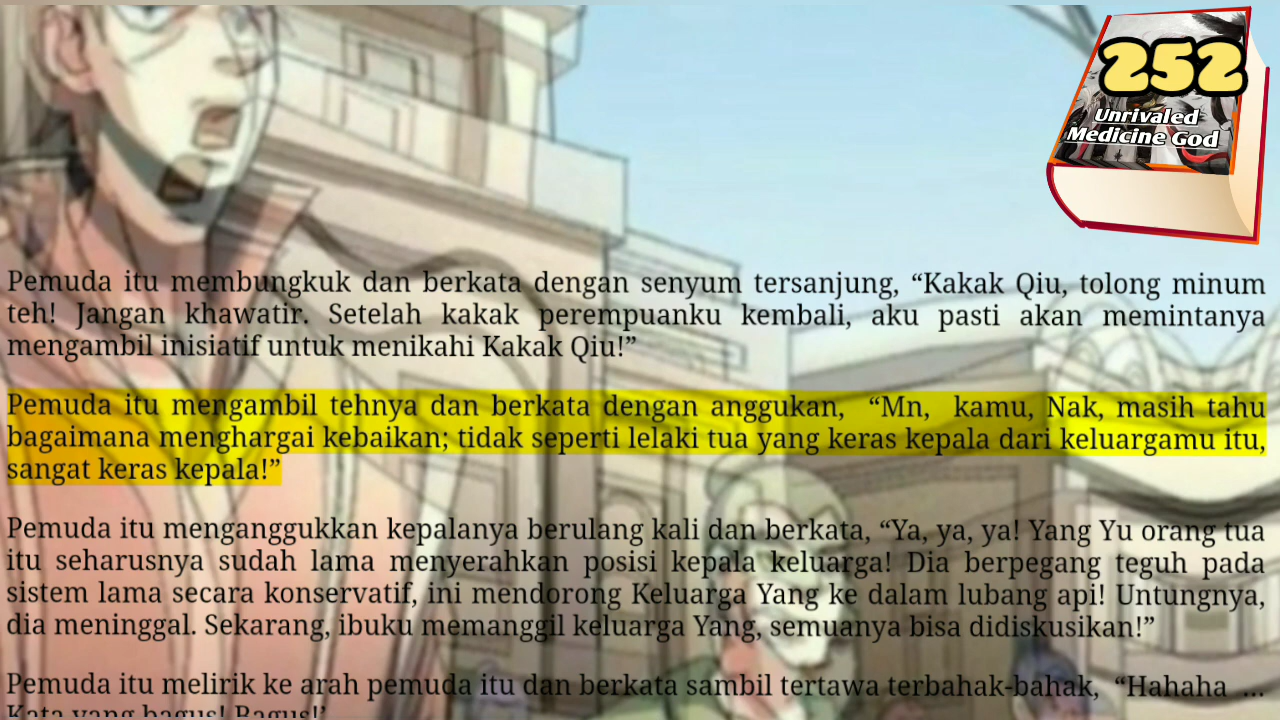 252
Unrivaled
Medicine God
Pemuda itu membungkuk dan berkata dengan senyum tersanjung, “Kakak Qiu, tolong minum
teh! Jangan khawatir. Setelah kakak perempuanku kembali, aku pasti akan memintanya
mengambil inisiatif untuk menikahi Kakak Qiu!”
Pemuda itu mengambil tehnya dan berkata dengan anggukan, “Mn, kamu, Nak, masih tahu
bagaimana menghargai kebaikan; tidak seperti lelaki tua yang keras kepala dari keluargamu itu,
sangat keras kepala!”
Pemuda itu menganggukkan kepalanya berulang kali dan berkata, “Ya, ya, ya! Yang Yu orang tua
itu seharusnya sudah lama menyerahkan posisi kepala keluarga! Dia berpegang teguh pada
sistem lama secara konservatif, ini mendorong Keluarga Yang ke dalam lubang api! Untungnya,
dia meninggal. Sekarang, ibuku memanggil keluarga Yang, semuanya bisa didiskusikan!”
Pemuda itu melirik ke arah pemuda itu dan berkata sambil tertawa terbahak-bahak, “Hahaha ...
Kata yang bagus! Bagus!”